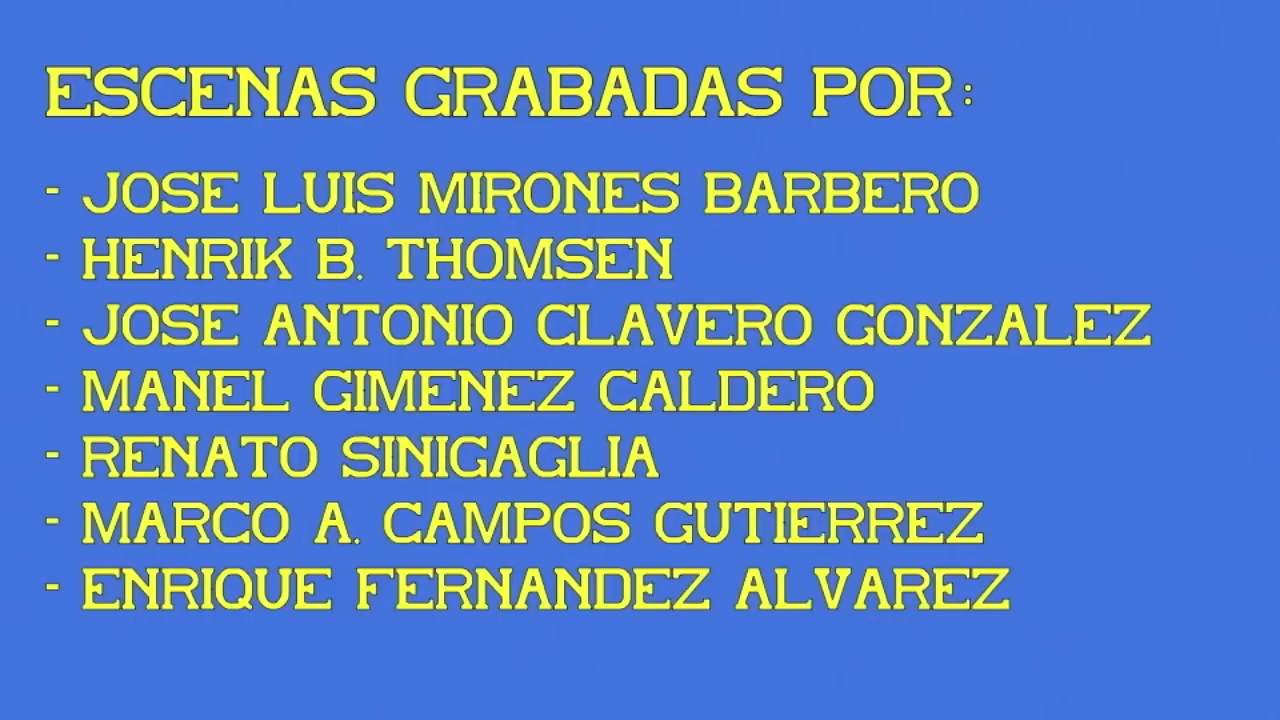 ESCENAS GRABADAS POR:
- JOSE LUIS MIRONES BARBERO
- HENRIK B. THOMSEN
- JOSE ANTONIO CLAVERO GONZALEZ
- MANEL GIMENEZ CALDERO
- RENATO SINIGAGLIA
- MARCO A. CAMPOS GUTIERREZ
- ENRIQUE FERNANDEZ ALVAREZ